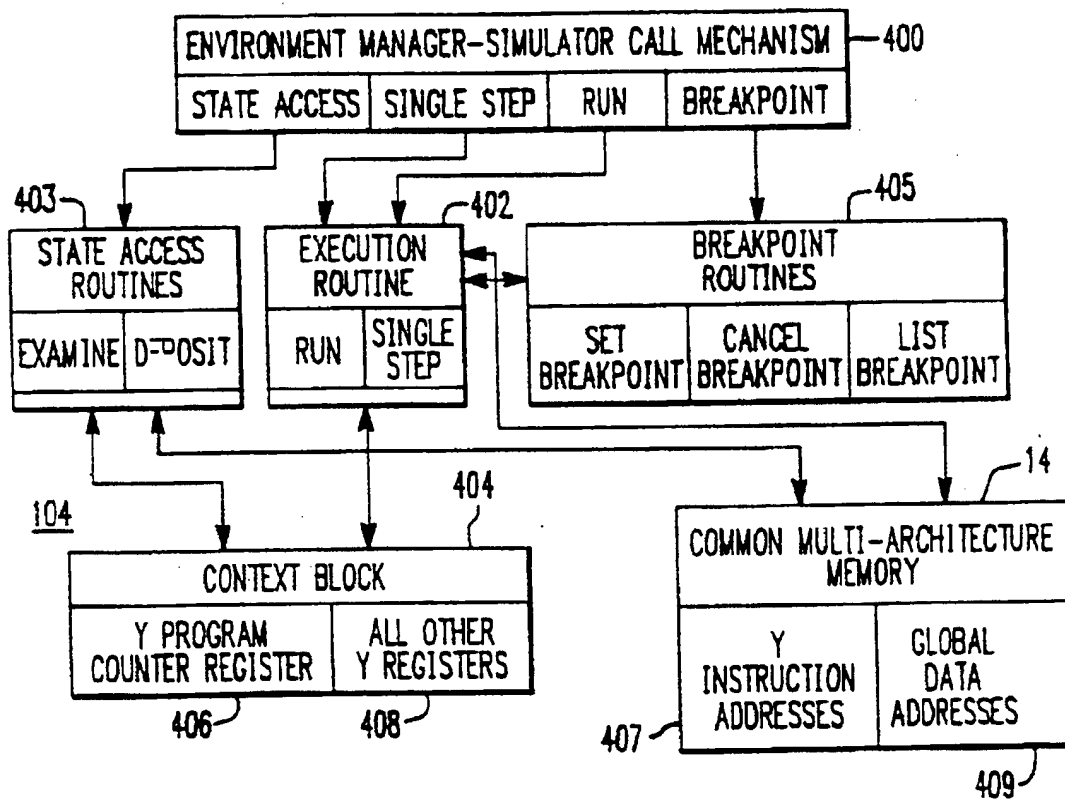 ENVIRONMENT MANAGER-SIMULATOR CALL MECHANISM
400
STATE ACCESS
SINGLE STEP
RUN
BREAKPOINT
403
402
405
STATE ACCESS
ROUTINES
EXAMINE
DEPOSIT
EXECUTION
ROUTINE
RUN
SINGLE
STEP
BREAKPOINT
ROUTINES
SET
BREAKPOINT
CANCEL
BREAKPOINT
LIST
BREAKPOINT
104
404
14
CONTEXT BLOCK
Y PROGRAM
COUNTER REGISTER
ALL OTHER
Y REGISTERS
406
408
COMMON MULTI-ARCHITECTURE
MEMORY
Y
INSTRUCTION
ADDRESSES
GLOBAL
DATA
ADDRESSES
407
409